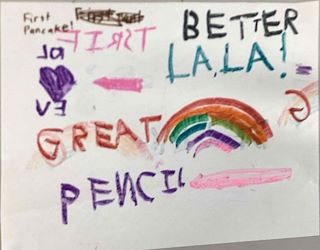 First
Pancake!
FIRST
BETTER
LA, LA!
GREAT
PENCIL